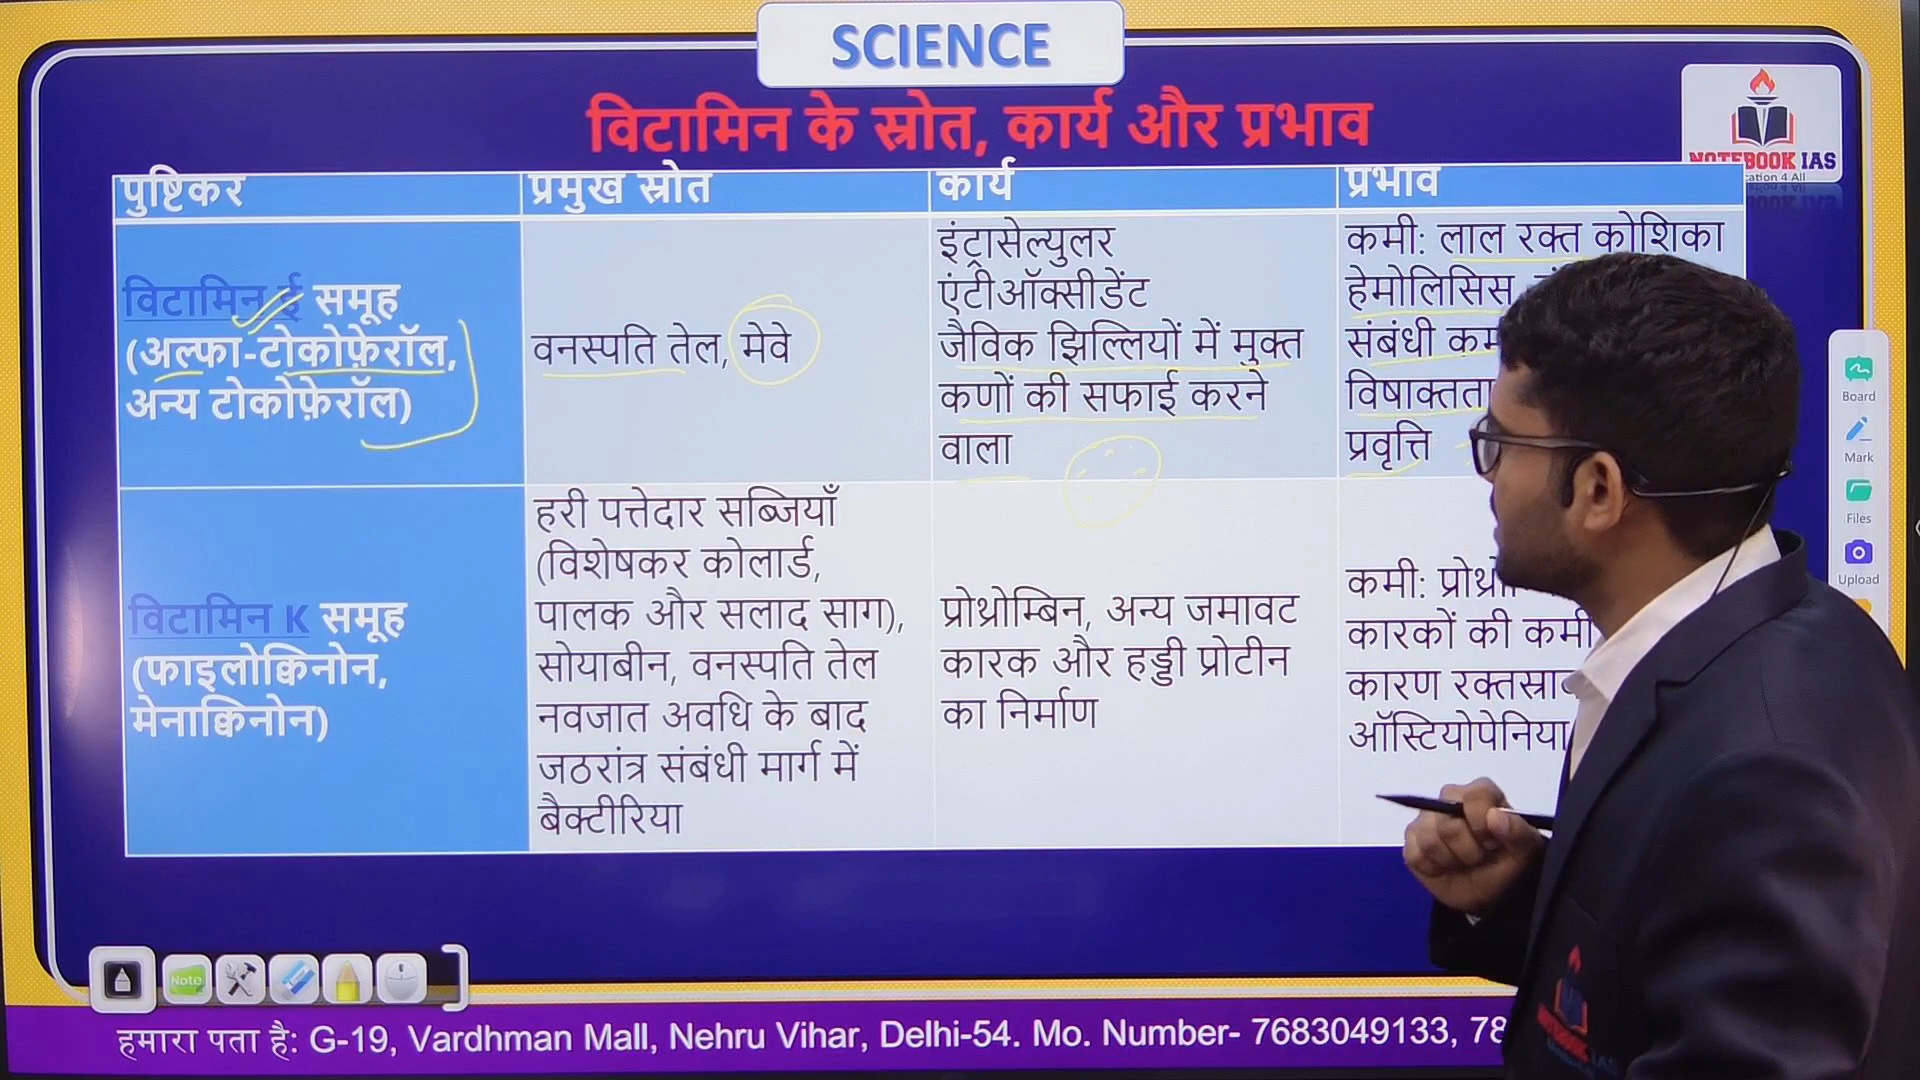 SCIENCE
विटामिन के स्रोत, कार्य और प्रभाव
NOTEBOOK IAS
पुष्टिकर
प्रमुख स्रोत
कार्य
प्रभाव
विटामिन ई समूह
(अल्फा-टोकोफ़ेरॉल,
अन्य टोकोफ़ेरॉल)
वनस्पति तेल, मेवे
इंट्रासेल्युलर
एंटीऑक्सीडेंट
जैविक झिल्लियों में मुक्त
कणों की सफाई करने
वाला
कमी: लाल रक्त कोशिका
हेमोलिसिस
संबंधी
विषाक्तता
प्रवृत्ति
विटामिन K समूह
(फाइलोक्विनोन,
मेनाक्विनोन)
हरी पत्तेदार सब्जियाँ
(विशेषकर कोलार्ड,
पालक और सलाद साग),
सोयाबीन, वनस्पति तेल
नवजात अवधि के बाद
जठरांत्र संबंधी मार्ग में
बैक्टीरिया
प्रोथ्रोम्बिन, अन्य जमावट
कारक और हड्डी प्रोटीन
का निर्माण
कमी:
कारकों की कमी
कारण
ऑस्टियोपेनिया
Board
Mark
Files
Upload
Note
हमारा पता है: G-19, Vardhman Mall, Nehru Vihar, Delhi-54. Mo. Number- 7683049133, 78